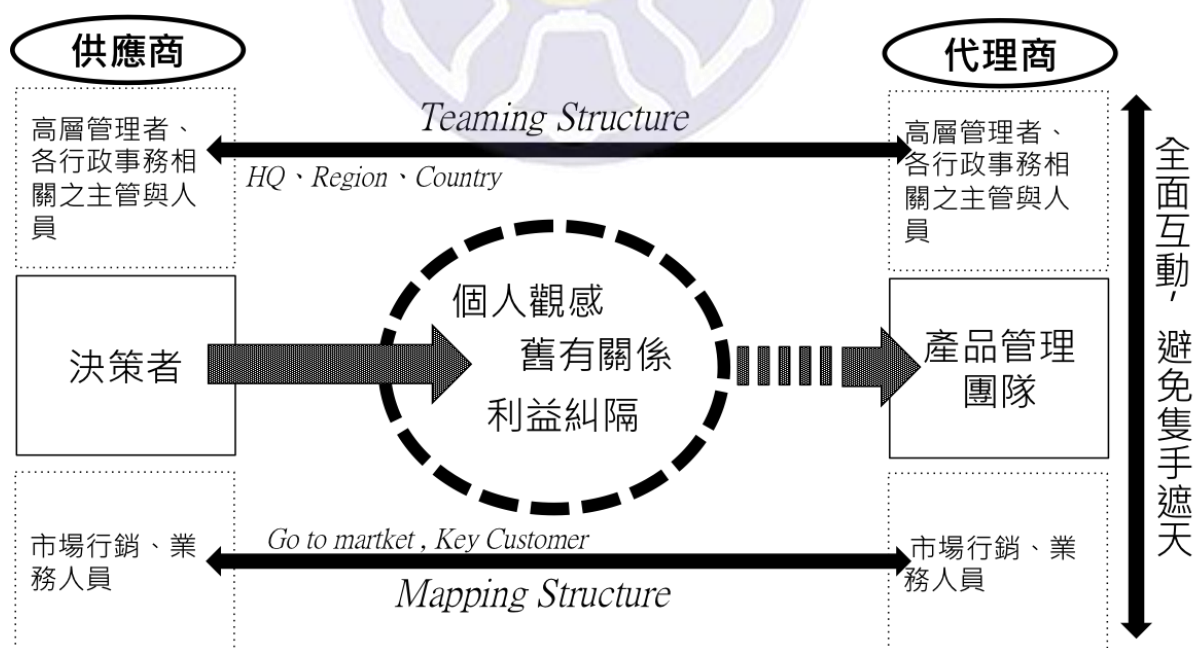 供應商
代理商
高層管理者、
各行政事務相
關之主管與人
員
Teaming Structure
HQ、Region、Country
高層管理者、
各行政事務相
關之主管與人
員
決策者
個人觀感
舊有關係
利益糾隔
產品管理
團隊
市場行銷、業
務人員
Go to martket , Key Customer
Mapping Structure
市場行銷、業
務人員
全面互動，避免隻手遮天